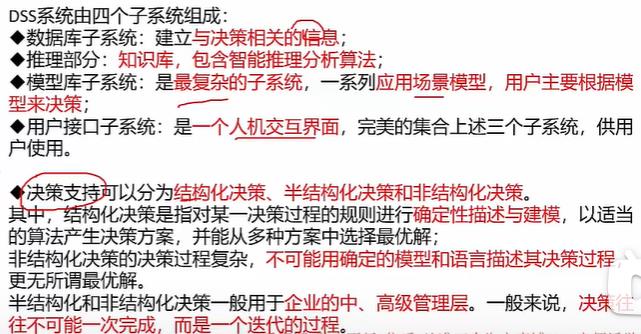 DSS系统由四个子系统组成：
◆数据库子系统：建立与决策相关的信息；
◆推理部分：知识库，包含智能推理分析算法；
◆模型库子系统：是最复杂的子系统，一系列应用场景模型，用户主要根据模
型来决策；
◆用户接口子系统：是一个人机交互界面，完美的集合上述三个子系统，供用
户使用。
◆决策支持可以分为结构化决策、半结构化决策和非结构化决策。
其中，结构化决策是指对某一决策过程的规则进行确定性描述与建模，以适当
的算法产生决策方案，并能从多种方案中选择最优解；
非结构化决策的决策过程复杂，不可能用确定的模型和语言描述其决策过程，
更无所谓最优解。
半结构化和非结构化决策一般用于企业的中、高级管理层。一般来说，决策往
往不可能一次完成，而是一个迭代的过程。